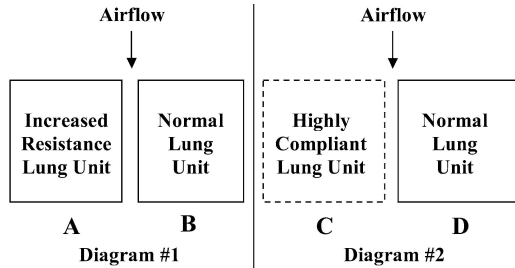 Airflow
Airflow
Increased
Resistance
Lung Unit
Normal
Lung
Unit
Highly
Compliant
Lung Unit
Normal
Lung
Unit
A
B
C
D
Diagram #1
Diagram #2